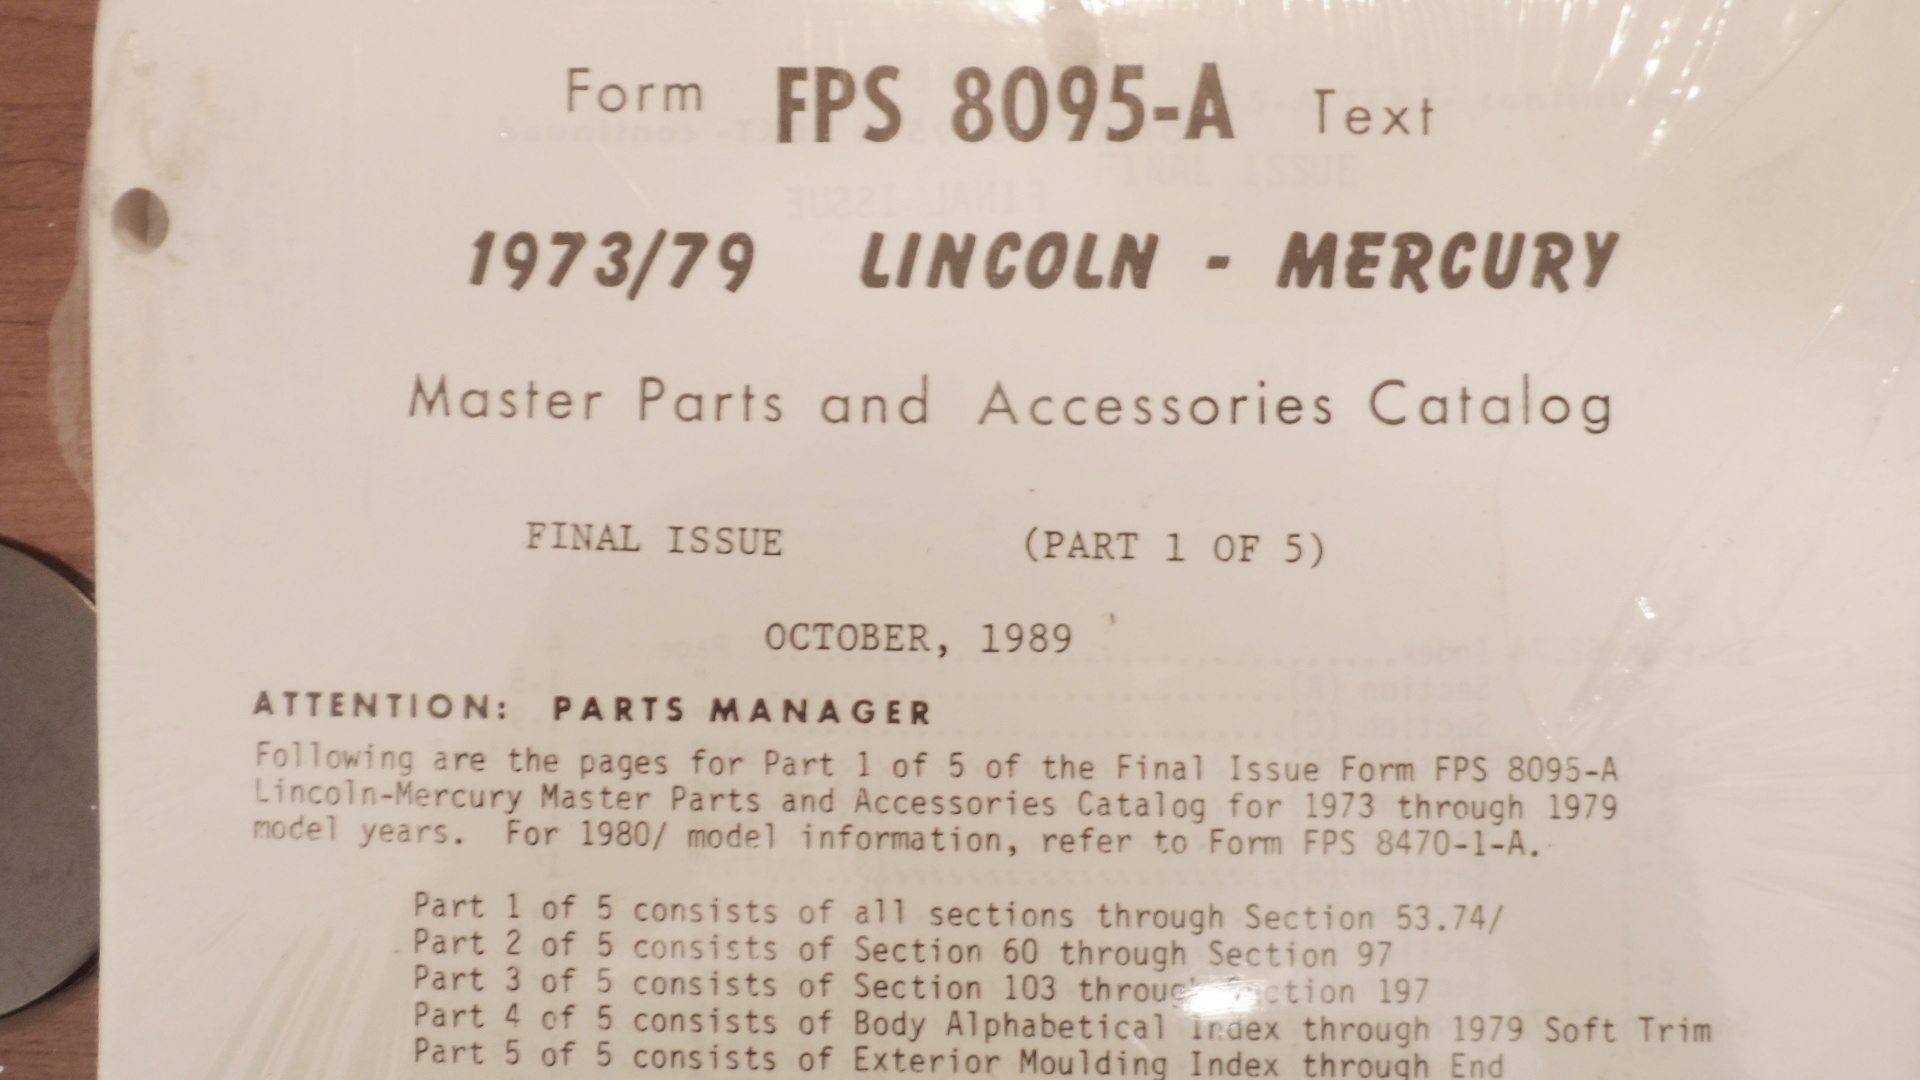 Form FPS 8095-A Text
1973/79 LINCOLN - MERCURY
Master Parts and Accessories Catalog
FINAL ISSUE (PART 1 OF 5)
OCTOBER, 1989
ATTENTION: PARTS MANAGER
Following are the pages for Part 1 of 5 of the Final Issue Form FPS 8095-A
Lincoln-Mercury Master Parts and Accessories Catalog for 1973 through 1979
model years. For 1980/ model information, refer to Form FPS 8470-1-A.
Part 1 of 5 consists of all sections through Section 53.74/
Part 2 of 5 consists of Section 60 through Section 97
Part 3 of 5 consists of Section 103 through Section 197
Part 4 of 5 consists of Body Alphabetical Index through 1979 Soft Trim
Part 5 of 5 consists of Exterior Moulding Index through End